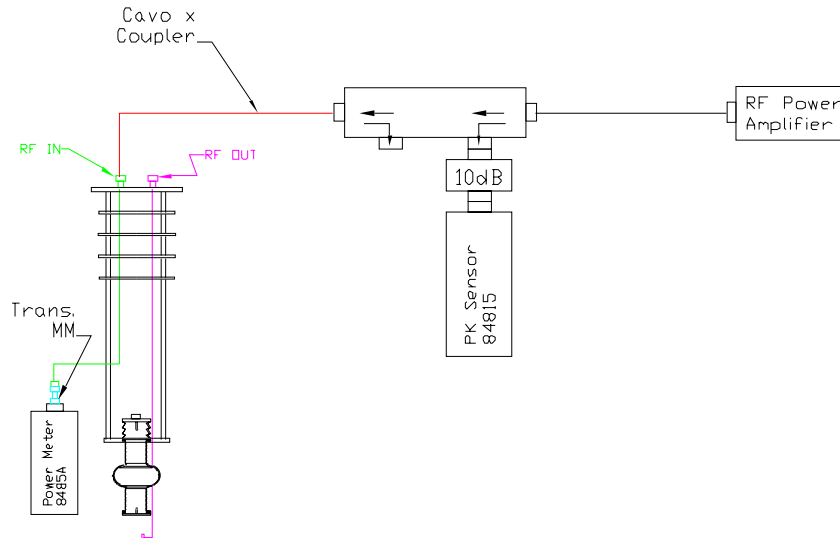 Cavo x
Coupler
RF Power
Amplifier
RF IN
RF OUT
10dB
PK Sensor
84815
Trans.
MM
Power Meter
8485A